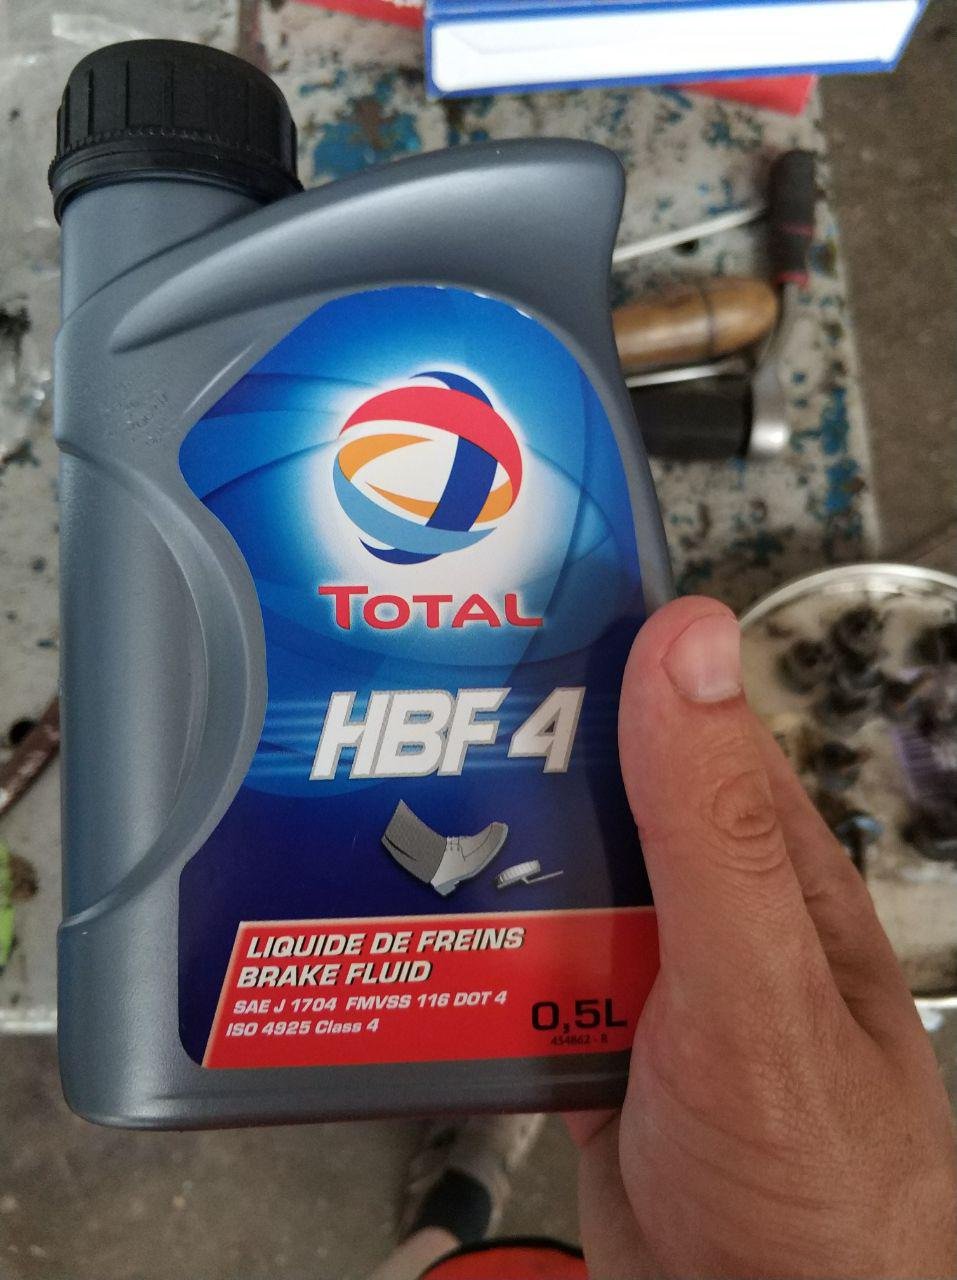 TOTAL
HBF 4
LIQUIDE DE FREINS
BRAKE FLUID
SAE J 1704 FMVSS 116 DOT 4
ISO 4925 Class 4
0,5L
454862 - R